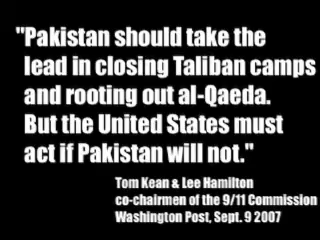 "Pakistan should take the
lead in closing Taliban camps
and rooting out al-Qaeda.
But the United States must
act if Pakistan will not."
Tom Kean & Lee Hamilton
co-chairmen of the 9/11 Commission
Washington Post, Sept. 9 2007